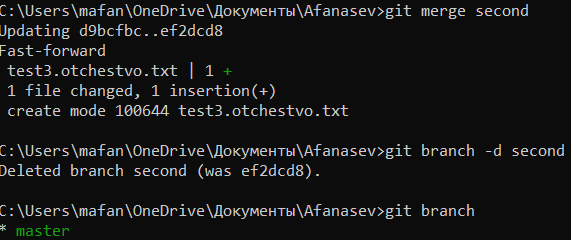 C:\Users\mafan\OneDrive\Документы\Afanasev>git merge second
Updating d9bcfbc..ef2dcd8
Fast-forward
 test3.otchestvo.txt | 1 +
 1 file changed, 1 insertion(+)
 create mode 100644 test3.otchestvo.txt
C:\Users\mafan\OneDrive\Документы\Afanasev>git branch -d second
Deleted branch second (was ef2dcd8).
C:\Users\mafan\OneDrive\Документы\Afanasev>git branch
* master